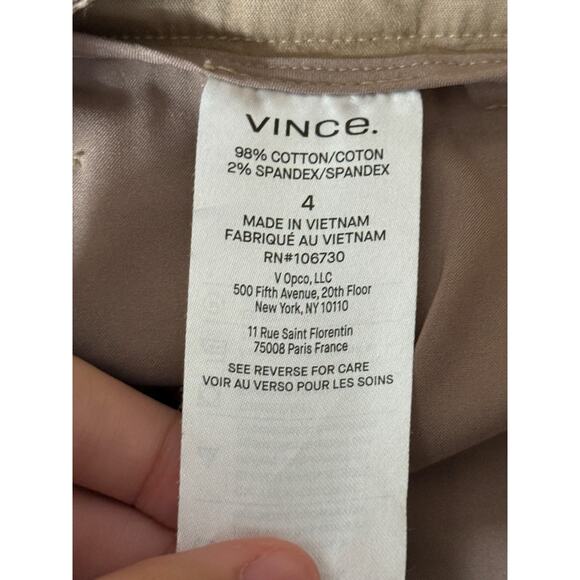 VINCe.
98% COTTON/COTON
2% SPANDEX/SPANDEX
4
MADE IN VIETNAM
FABRIQUÉ AU VIETNAM
RN#106730
V Opco, LLC
500 Fifth Avenue, 20th Floor
New York, NY 10110
11 Rue Saint Florentin
75008 Paris France
SEE REVERSE FOR CARE
VOIR AU VERSO POUR LES SOINS